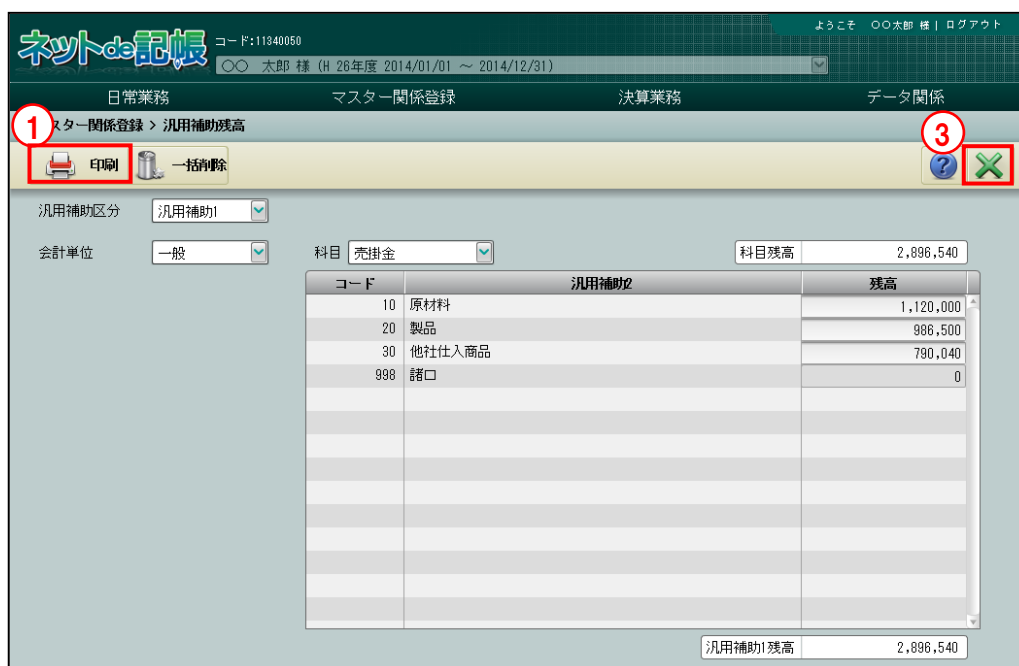 ようこそ ○○太郎 様 | ログアウト
ネットde記帳 コード:11340050
○○ 太郎 様 (H 26年度 2014/01/01 ～ 2014/12/31)
日常業務 マスター関係登録 決算業務 データ関係
1 スター関係登録 > 汎用補助残高 3
印刷 一括削除 ?
汎用補助区分 汎用補助1
会計単位 一般 科目 売掛金 科目残高 2,896,540
コード 汎用補助2 残高
10 原材料 1,120,000
20 製品 986,500
30 他社仕入商品 790,040
998 諸口 0
汎用補助1残高 2,896,540